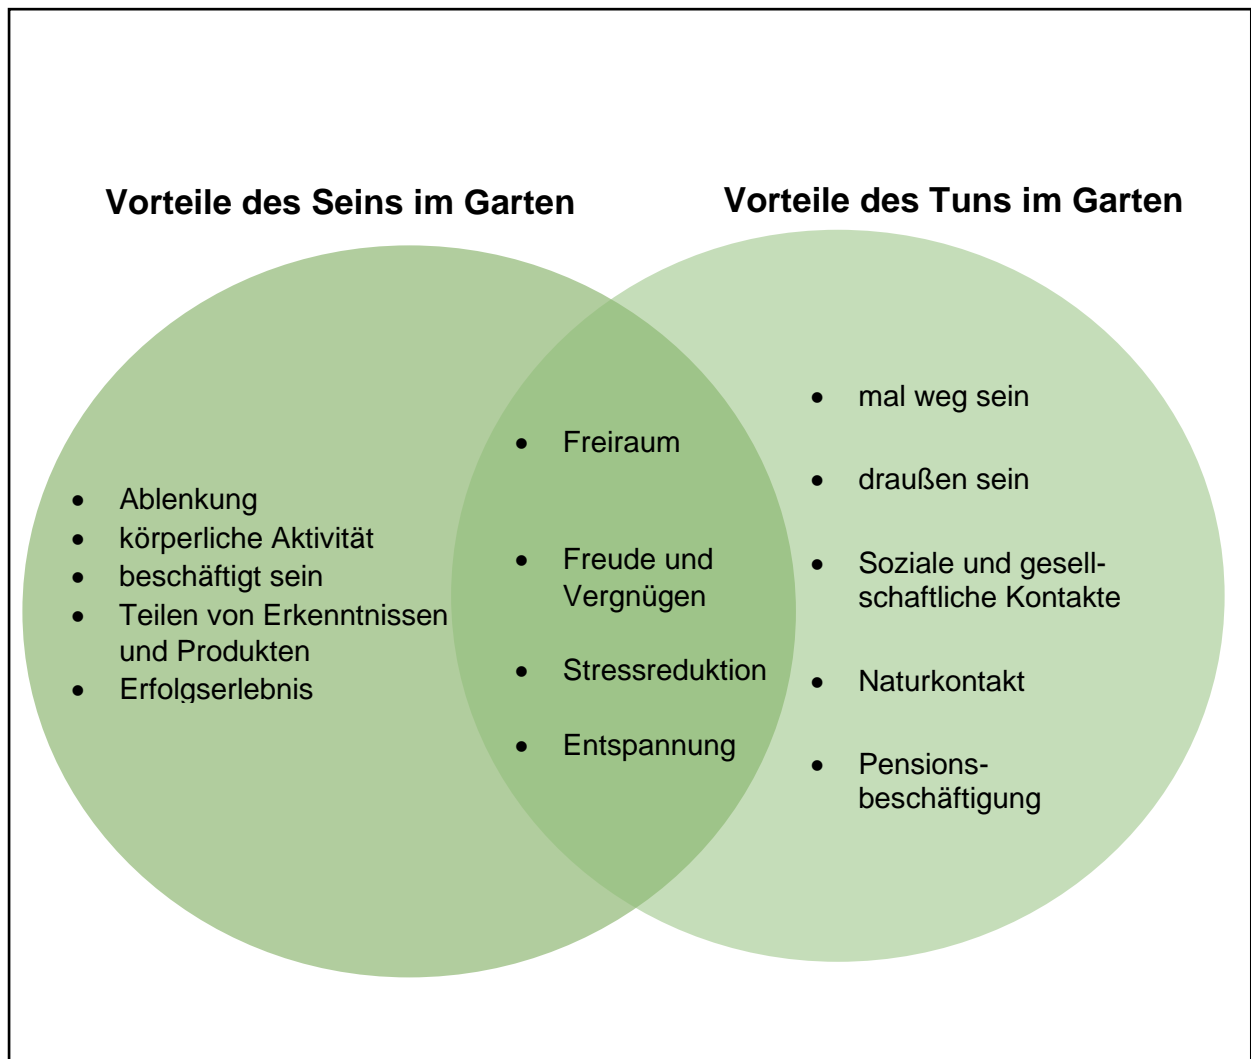 Vorteile des Seins im Garten
Vorteile des Tuns im Garten
• Ablenkung
• körperliche Aktivität
• beschäftigt sein
• Teilen von Erkenntnissen
und Produkten
• Erfolgserlebnis
• Freiraum
• Freude und
Vergnügen
• Stressreduktion
• Entspannung
• mal weg sein
• draußen sein
• Soziale und gesell-
schaftliche Kontakte
• Naturkontakt
• Pensions-
beschäftigung